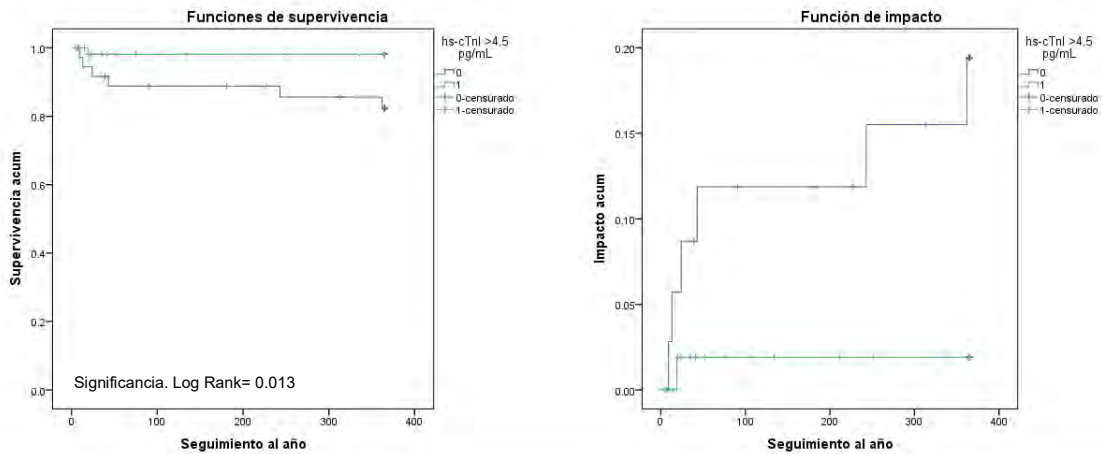 Funciones de supervivencia
hs-cTnI >4.5
pg/mL
0
1
0-censurado
1-censurado
1.0
0.8
0.6
0.4
0.2
0.0
Supervivencia acum
Significancia. Log Rank= 0.013
0 100 200 300 400
Seguimiento al año
Función de impacto
hs-cTnI >4.5
pg/mL
0
1
0-censurado
1-censurado
0.20
0.15
0.10
0.05
0.00
Impacto acum
0 100 200 300 400
Seguimiento al año